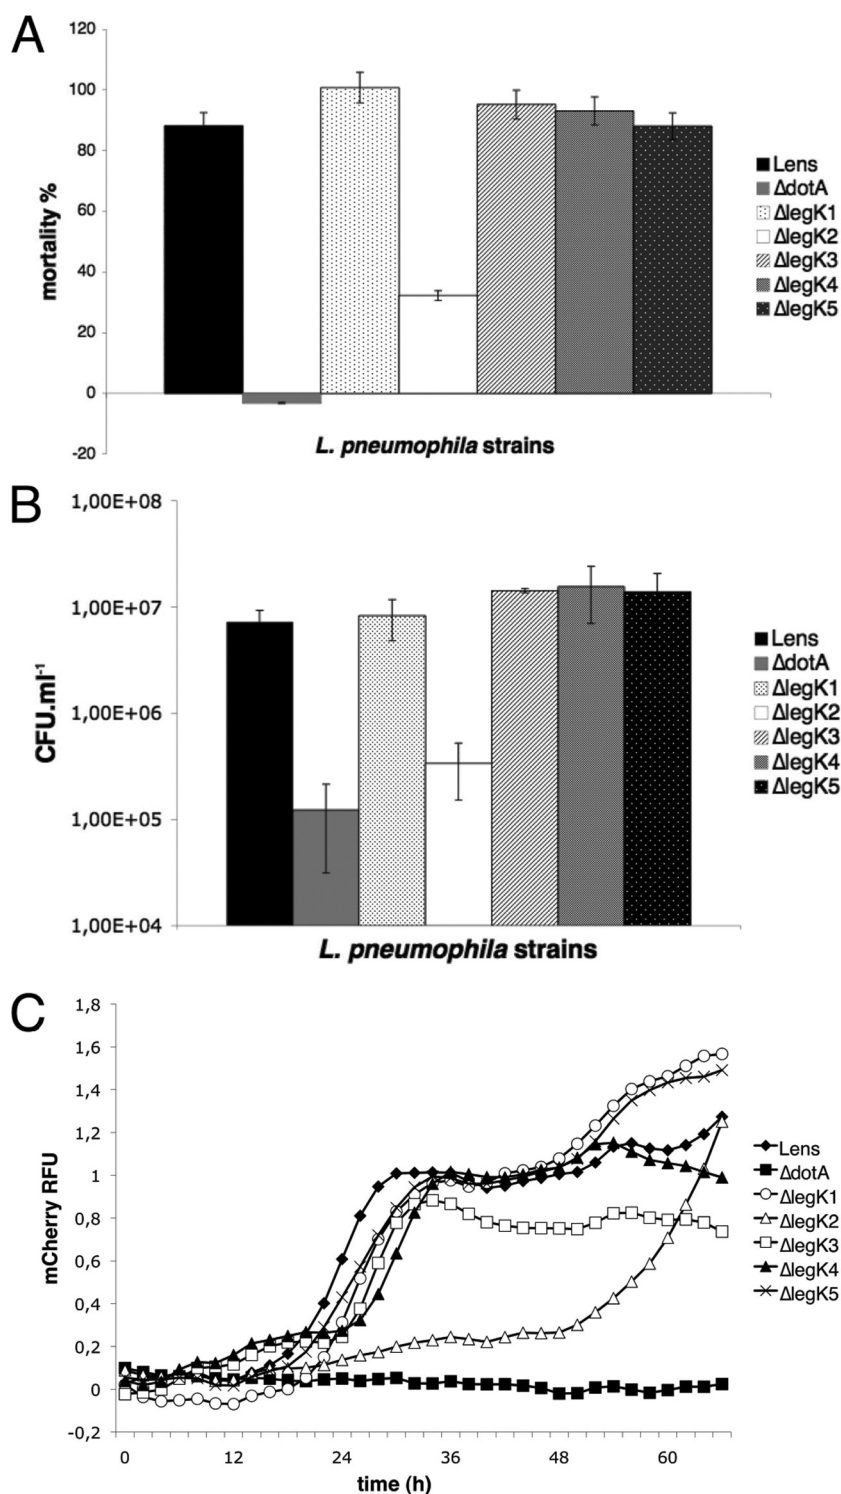 A
120
100
80
60
40
20
0
-20
mortality %
L. pneumophila strains
Lens
ΔdotA
ΔlegK1
ΔlegK2
ΔlegK3
ΔlegK4
ΔlegK5
B
1,00E+08
1,00E+07
1,00E+06
1,00E+05
1,00E+04
CFU.ml-1
L. pneumophila strains
Lens
ΔdotA
ΔlegK1
ΔlegK2
ΔlegK3
ΔlegK4
ΔlegK5
C
1,8
1,6
1,4
1,2
1
0,8
0,6
0,4
0,2
0
-0,2
mCherry RFU
0 12 24 36 48 60
time (h)
Lens
ΔdotA
ΔlegK1
ΔlegK2
ΔlegK3
ΔlegK4
ΔlegK5